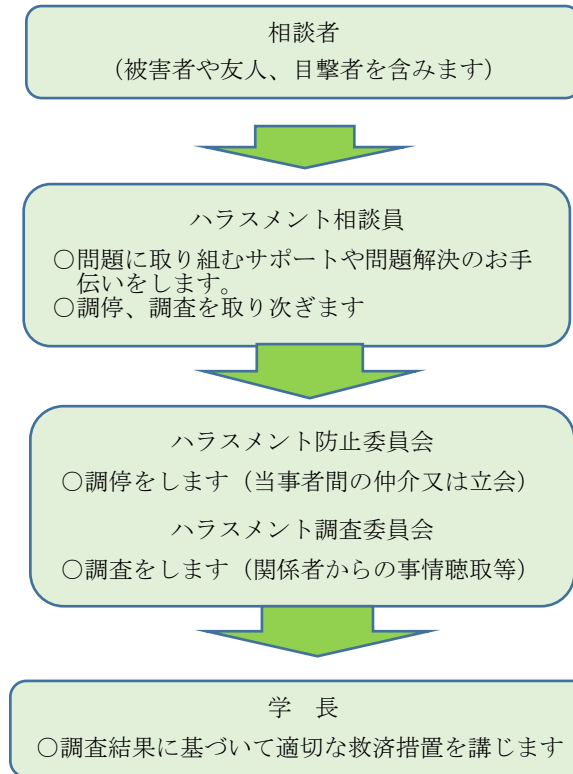 相談者
（被害者や友人、目撃者を含みます）
ハラスメント相談員
○問題に取り組むサポートや問題解決のお手
伝いをします。
○調停、調査を取り次ぎます
ハラスメント防止委員会
○調停をします（当事者間の仲介又は立会）
ハラスメント調査委員会
○調査をします（関係者からの事情聴取等）
学　長
○調査結果に基づいて適切な救済措置を講じます